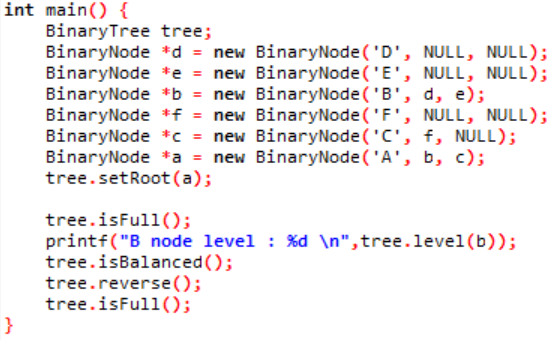 int main() {
    BinaryTree tree;
    BinaryNode *d = new BinaryNode('D', NULL, NULL);
    BinaryNode *e = new BinaryNode('E', NULL, NULL);
    BinaryNode *b = new BinaryNode('B', d, e);
    BinaryNode *f = new BinaryNode('F', NULL, NULL);
    BinaryNode *c = new BinaryNode('C', f, NULL);
    BinaryNode *a = new BinaryNode('A', b, c);
    tree.setRoot(a);

    tree.isFull();
    printf("B node level : %d \n",tree.level(b));
    tree.isBalanced();
    tree.reverse();
    tree.isFull();
}